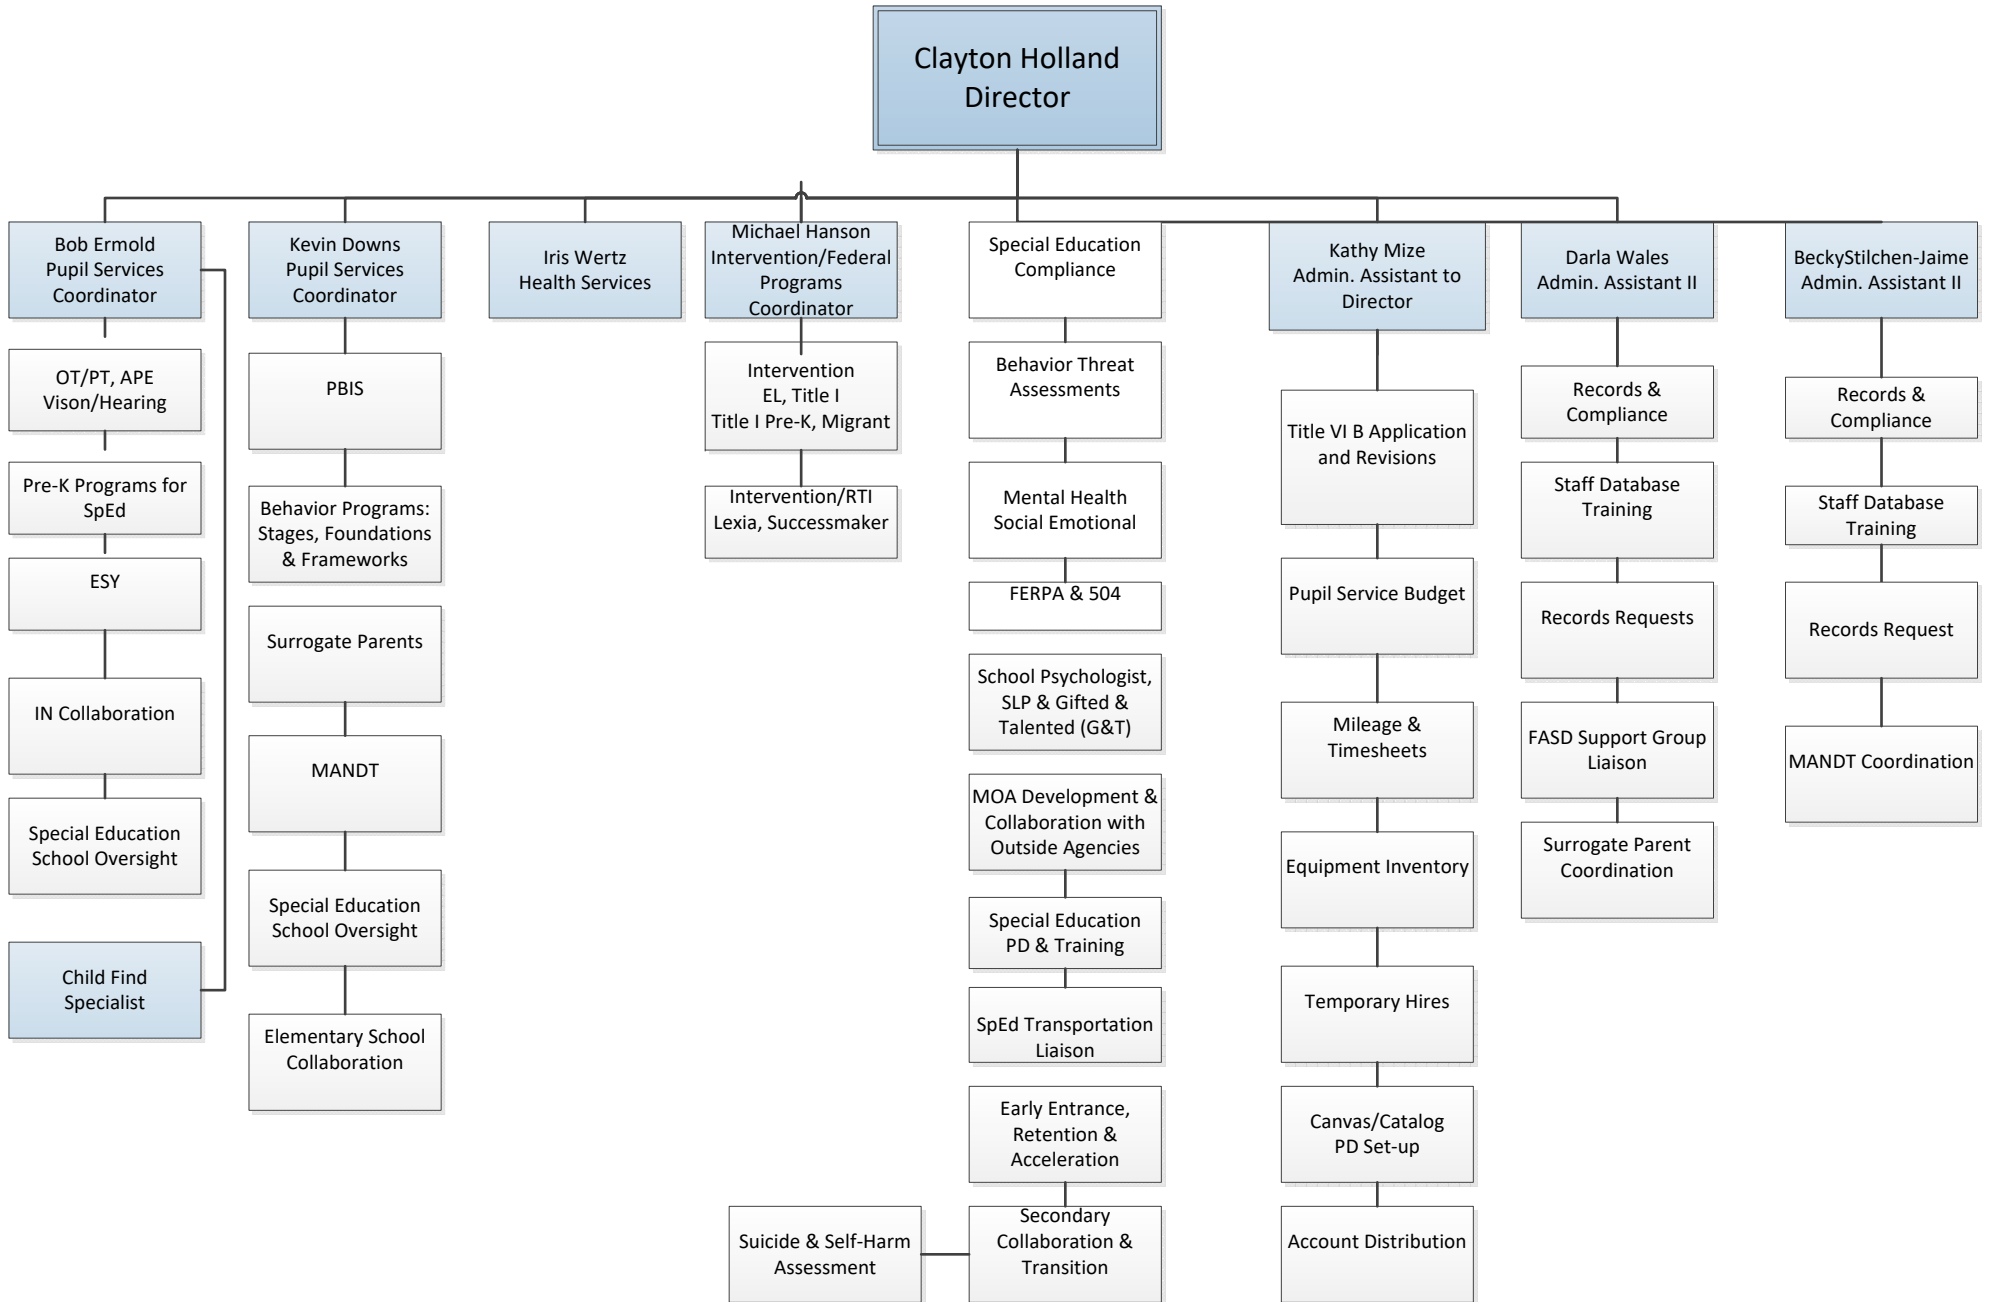 Clayton Holland
Director
Bob Ermold
Pupil Services
Coordinator
Kevin Downs
Pupil Services
Coordinator
Iris Wertz
Health Services
Michael Hanson
Intervention/Federal
Programs
Coordinator
Special Education
Compliance
Kathy Mize
Admin. Assistant to
Director
Darla Wales
Admin. Assistant II
BeckyStilchen-Jaime
Admin. Assistant II
OT/PT, APE
Vison/Hearing
Pre-K Programs for
SpEd
ESY
IN Collaboration
Special Education
School Oversight
Child Find
Specialist
PBIS
Behavior Programs:
Stages, Foundations
& Frameworks
Surrogate Parents
MANDT
Special Education
School Oversight
Elementary School
Collaboration
Intervention
EL, Title I
Title I Pre-K, Migrant
Intervention/RTI
Lexia, Successmaker
Behavior Threat
Assessments
Mental Health
Social Emotional
FERPA & 504
School Psychologist,
SLP & Gifted &
Talented (G&T)
MOA Development &
Collaboration with
Outside Agencies
Special Education
PD & Training
SpEd Transportation
Liaison
Early Entrance,
Retention &
Acceleration
Secondary
Collaboration &
Transition
Suicide & Self-Harm
Assessment
Title VI B Application
and Revisions
Pupil Service Budget
Mileage &
Timesheets
Equipment Inventory
Temporary Hires
Canvas/Catalog
PD Set-up
Account Distribution
Records &
Compliance
Staff Database
Training
Records Requests
FASD Support Group
Liaison
Surrogate Parent
Coordination
Records &
Compliance
Staff Database
Training
Records Request
MANDT Coordination